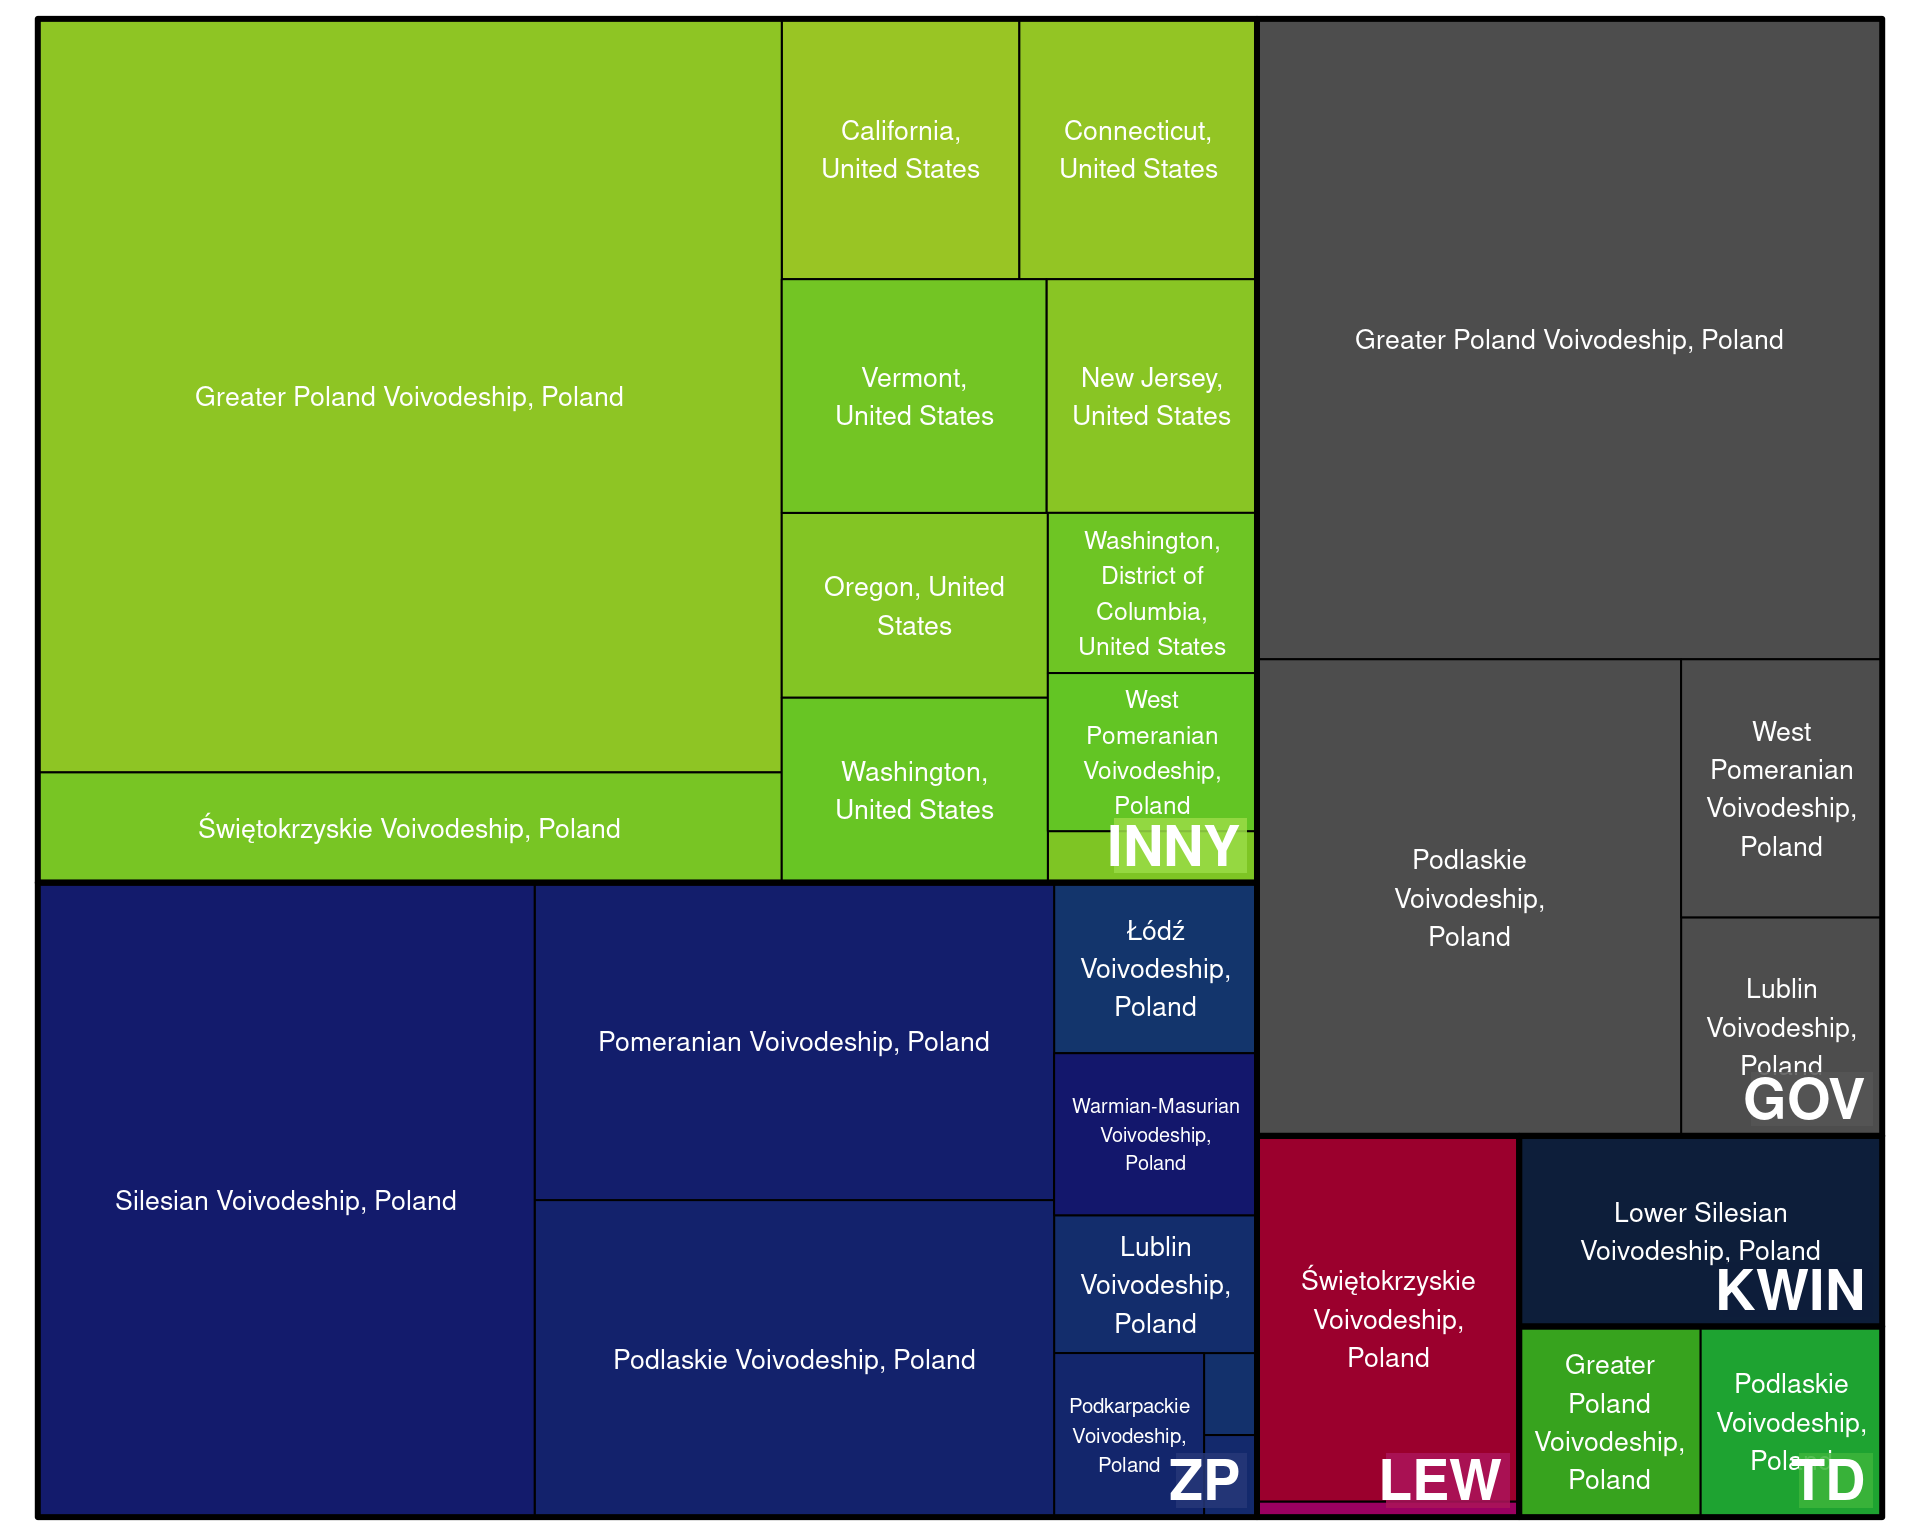 Greater Poland Voivodeship, Poland
Świętokrzyskie Voivodeship, Poland
California,
United States
Connecticut,
United States
Vermont,
United States
New Jersey,
United States
Oregon, United
States
Washington,
District of
Columbia,
United States
Washington,
United States
West
Pomeranian
Voivodeship,
Poland
INNY
Greater Poland Voivodeship, Poland
Podlaskie
Voivodeship,
Poland
West
Pomeranian
Voivodeship,
Poland
Lublin
Voivodeship,
Poland
GOV
Silesian Voivodeship, Poland
Pomeranian Voivodeship, Poland
Podlaskie Voivodeship, Poland
Łódź
Voivodeship,
Poland
Warmian-Masurian
Voivodeship,
Poland
Lublin
Voivodeship,
Poland
Podkarpackie
Voivodeship,
Poland
ZP
Świętokrzyskie
Voivodeship,
Poland
LEW
Lower Silesian
Voivodeship, Poland
KWIN
Greater
Poland
Voivodeship,
Poland
Podlaskie
Voivodeship,
Poland
TD